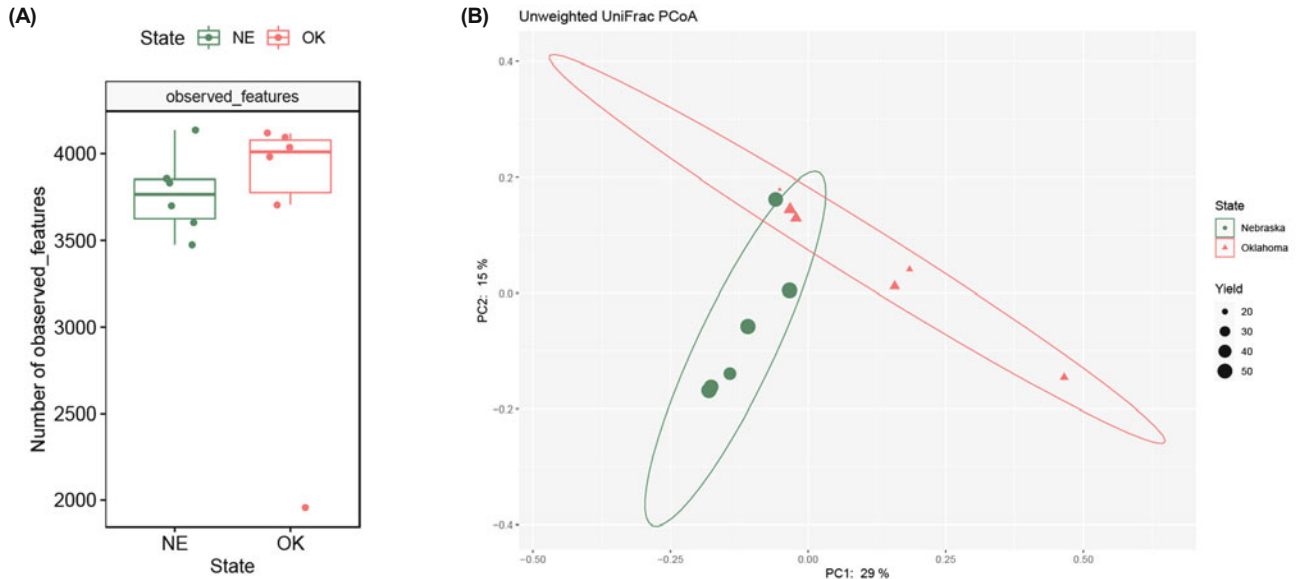 (A)
State NE OK
observed_features
Number of obaserved_features
4000
3500
3000
2500
2000
NE OK
State
(B)
Unweighted UniFrac PCoA
PC2: 15 %
0.4
0.2
0.0
−0.2
−0.4
−0.50 −0.25 0.00 0.25 0.50
PC1: 29 %
State
Nebraska
Oklahoma
Yield
20
30
40
50